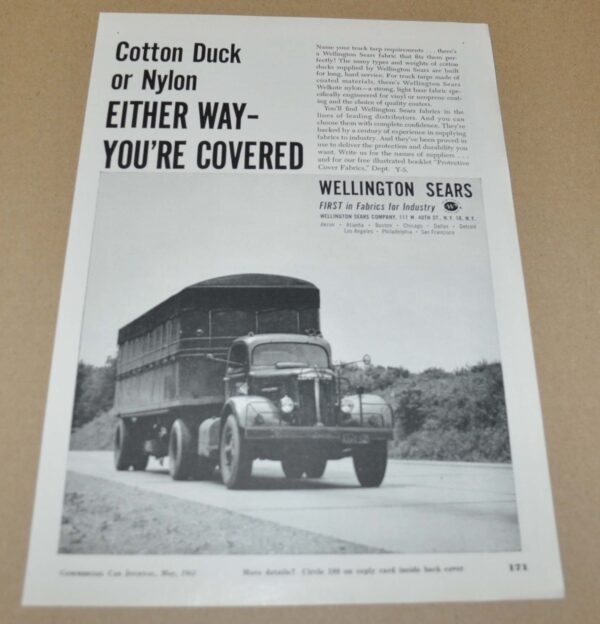 Cotton Duck
or Nylon
EITHER WAY–
YOU'RE COVERED
Name your truck tarp requirements . . . there's
a Wellington Sears fabric that fits them per-
fectly! The many types and weights of cotton
ducks supplied by Wellington Sears are built
for long, hard service. For truck tarps made of
coated materials, there's Wellington Sears
Welkote nylon—a strong, light base fabric spe-
cifically engineered for vinyl or neoprene coat-
ing and the choice of quality coaters.
You'll find Wellington Sears fabrics in the
lines of leading distributors. And you can
choose them with complete confidence. They're
backed by a century of experience in supplying
fabrics to industry. And they've been proved in
use to deliver the protection and durability you
want. Write us for the names of suppliers . . .
and for our free illustrated booklet "Protective
Cover Fabrics," Dept. Y-5.
WELLINGTON SEARS
FIRST in Fabrics for Industry
WELLINGTON SEARS COMPANY, 111 W. 40TH ST., N.Y. 18, N.Y.
Akron · Atlanta · Boston · Chicago · Dallas · Detroit
Los Angeles · Philadelphia · San Francisco
Commercial Car Journal, May, 1961
More details? Circle 188 on reply card inside back cover
171